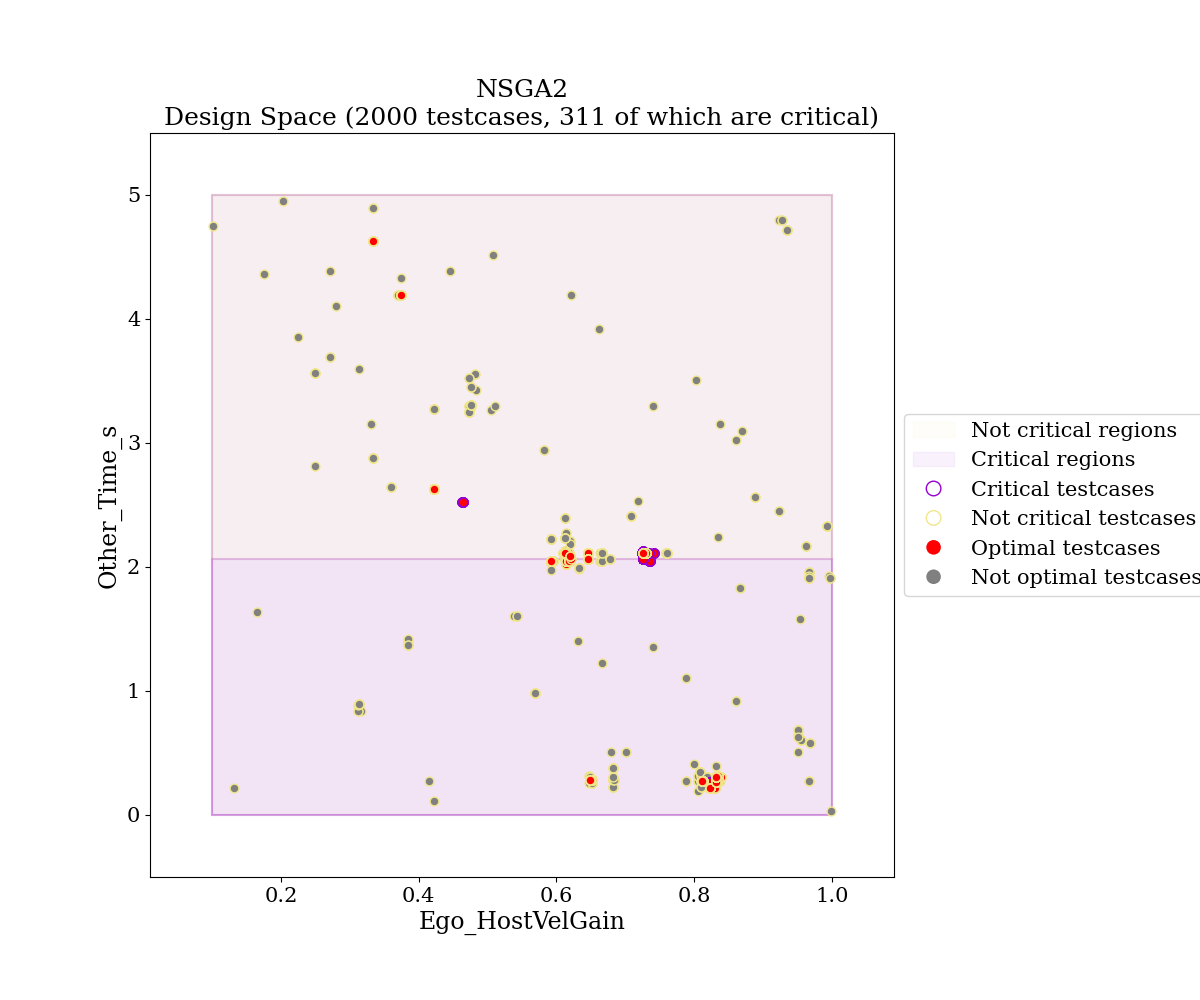 NSGA2
Design Space (2000 testcases, 311 of which are critical)
5
4
3
2
1
0
Other_Time_s
0.2
0.4
0.6
0.8
1.0
Ego_HostVelGain
Not critical regions
Critical regions
Critical testcases
Not critical testcases
Optimal testcases
Not optimal testcases